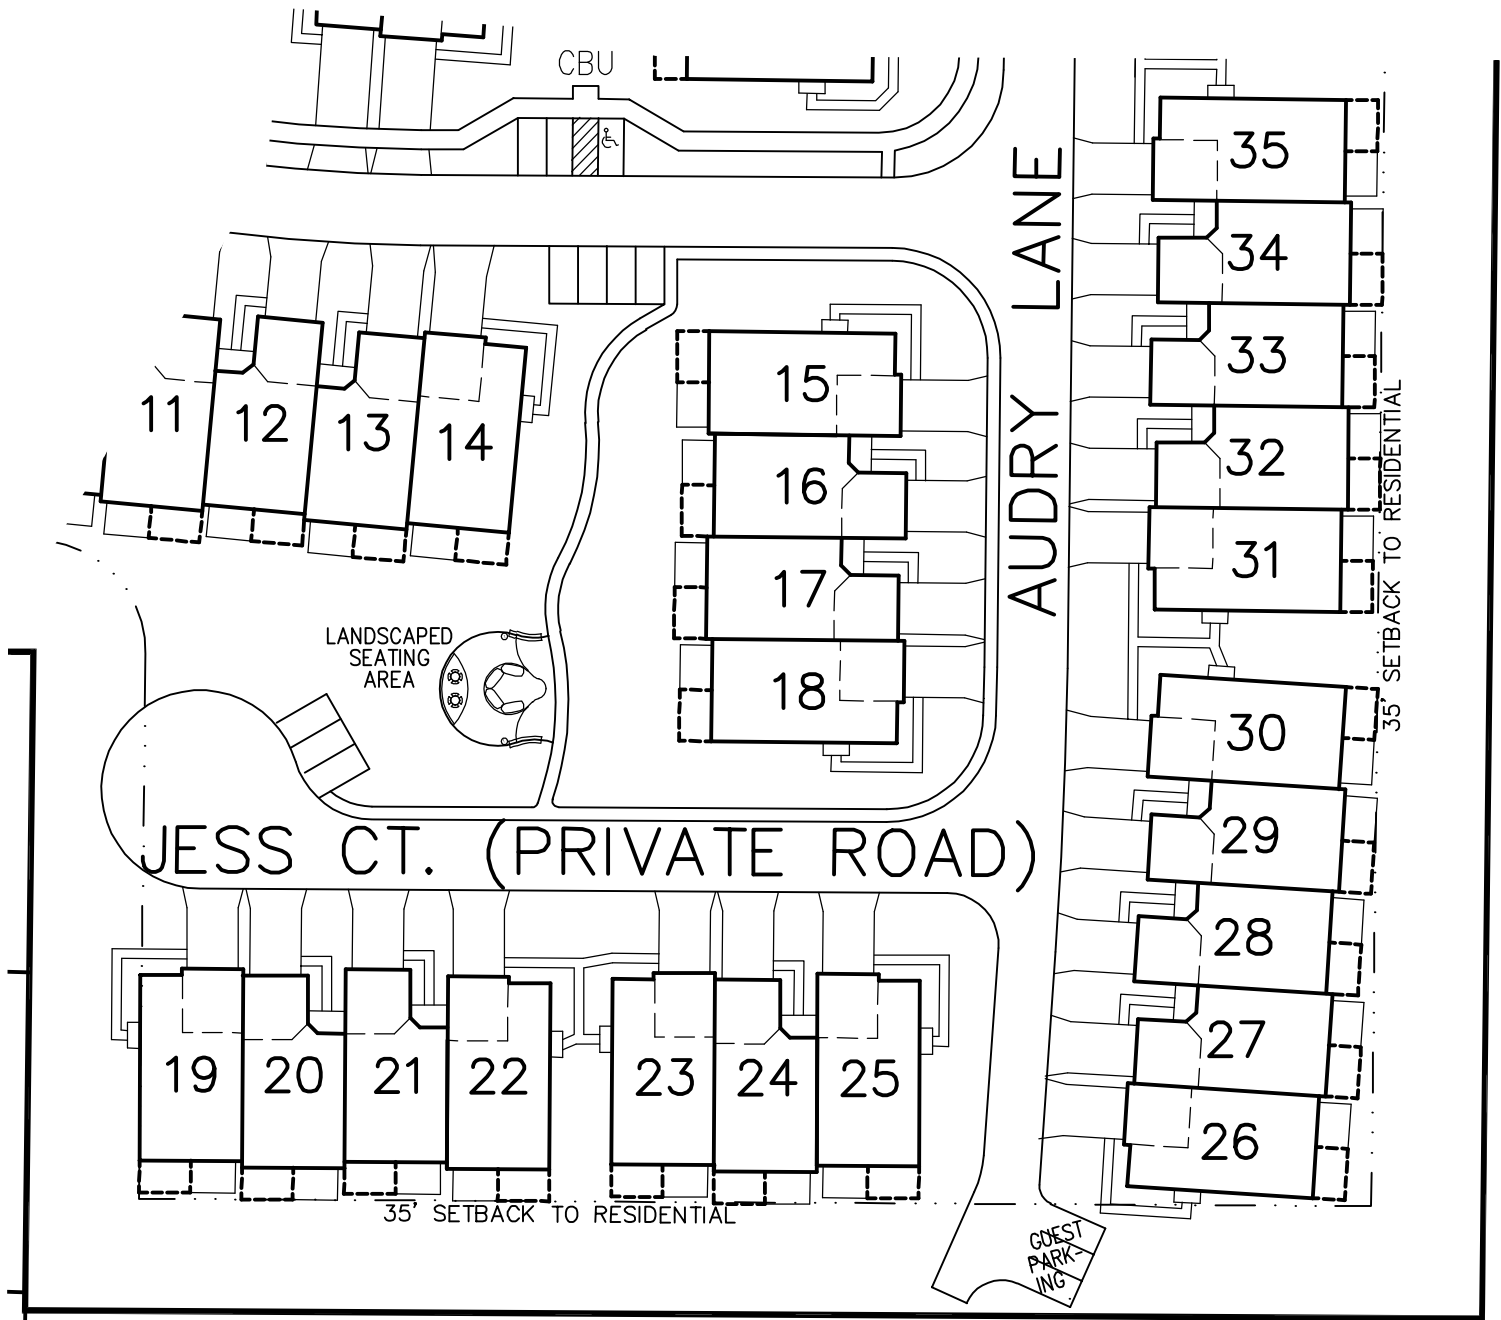 CBU
35
34
33
32
31
AUDRY LANE
11
12
13
14
15
16
17
18
35' SETBACK TO RESIDENTIAL
LANDSCAPED
SEATING
AREA
30
29
28
27
26
JESS CT. (PRIVATE ROAD)
19
20
21
22
23
24
25
35' SETBACK TO RESIDENTIAL
GUEST
PARK-
ING